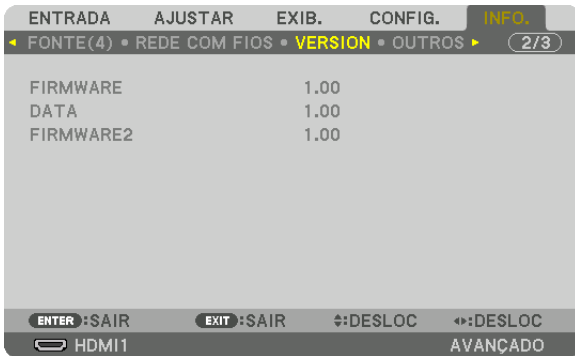 ENTRADA AJUSTAR EXIB. CONFIG. INFO.
◂ FONTE(4) • REDE COM FIOS • VERSION • OUTROS ▸ 2/3
FIRMWARE 1.00
DATA 1.00
FIRMWARE2 1.00
ENTER :SAIR EXIT :SAIR ⬍:DESLOC ⬌:DESLOC
HDMI1 AVANÇADO